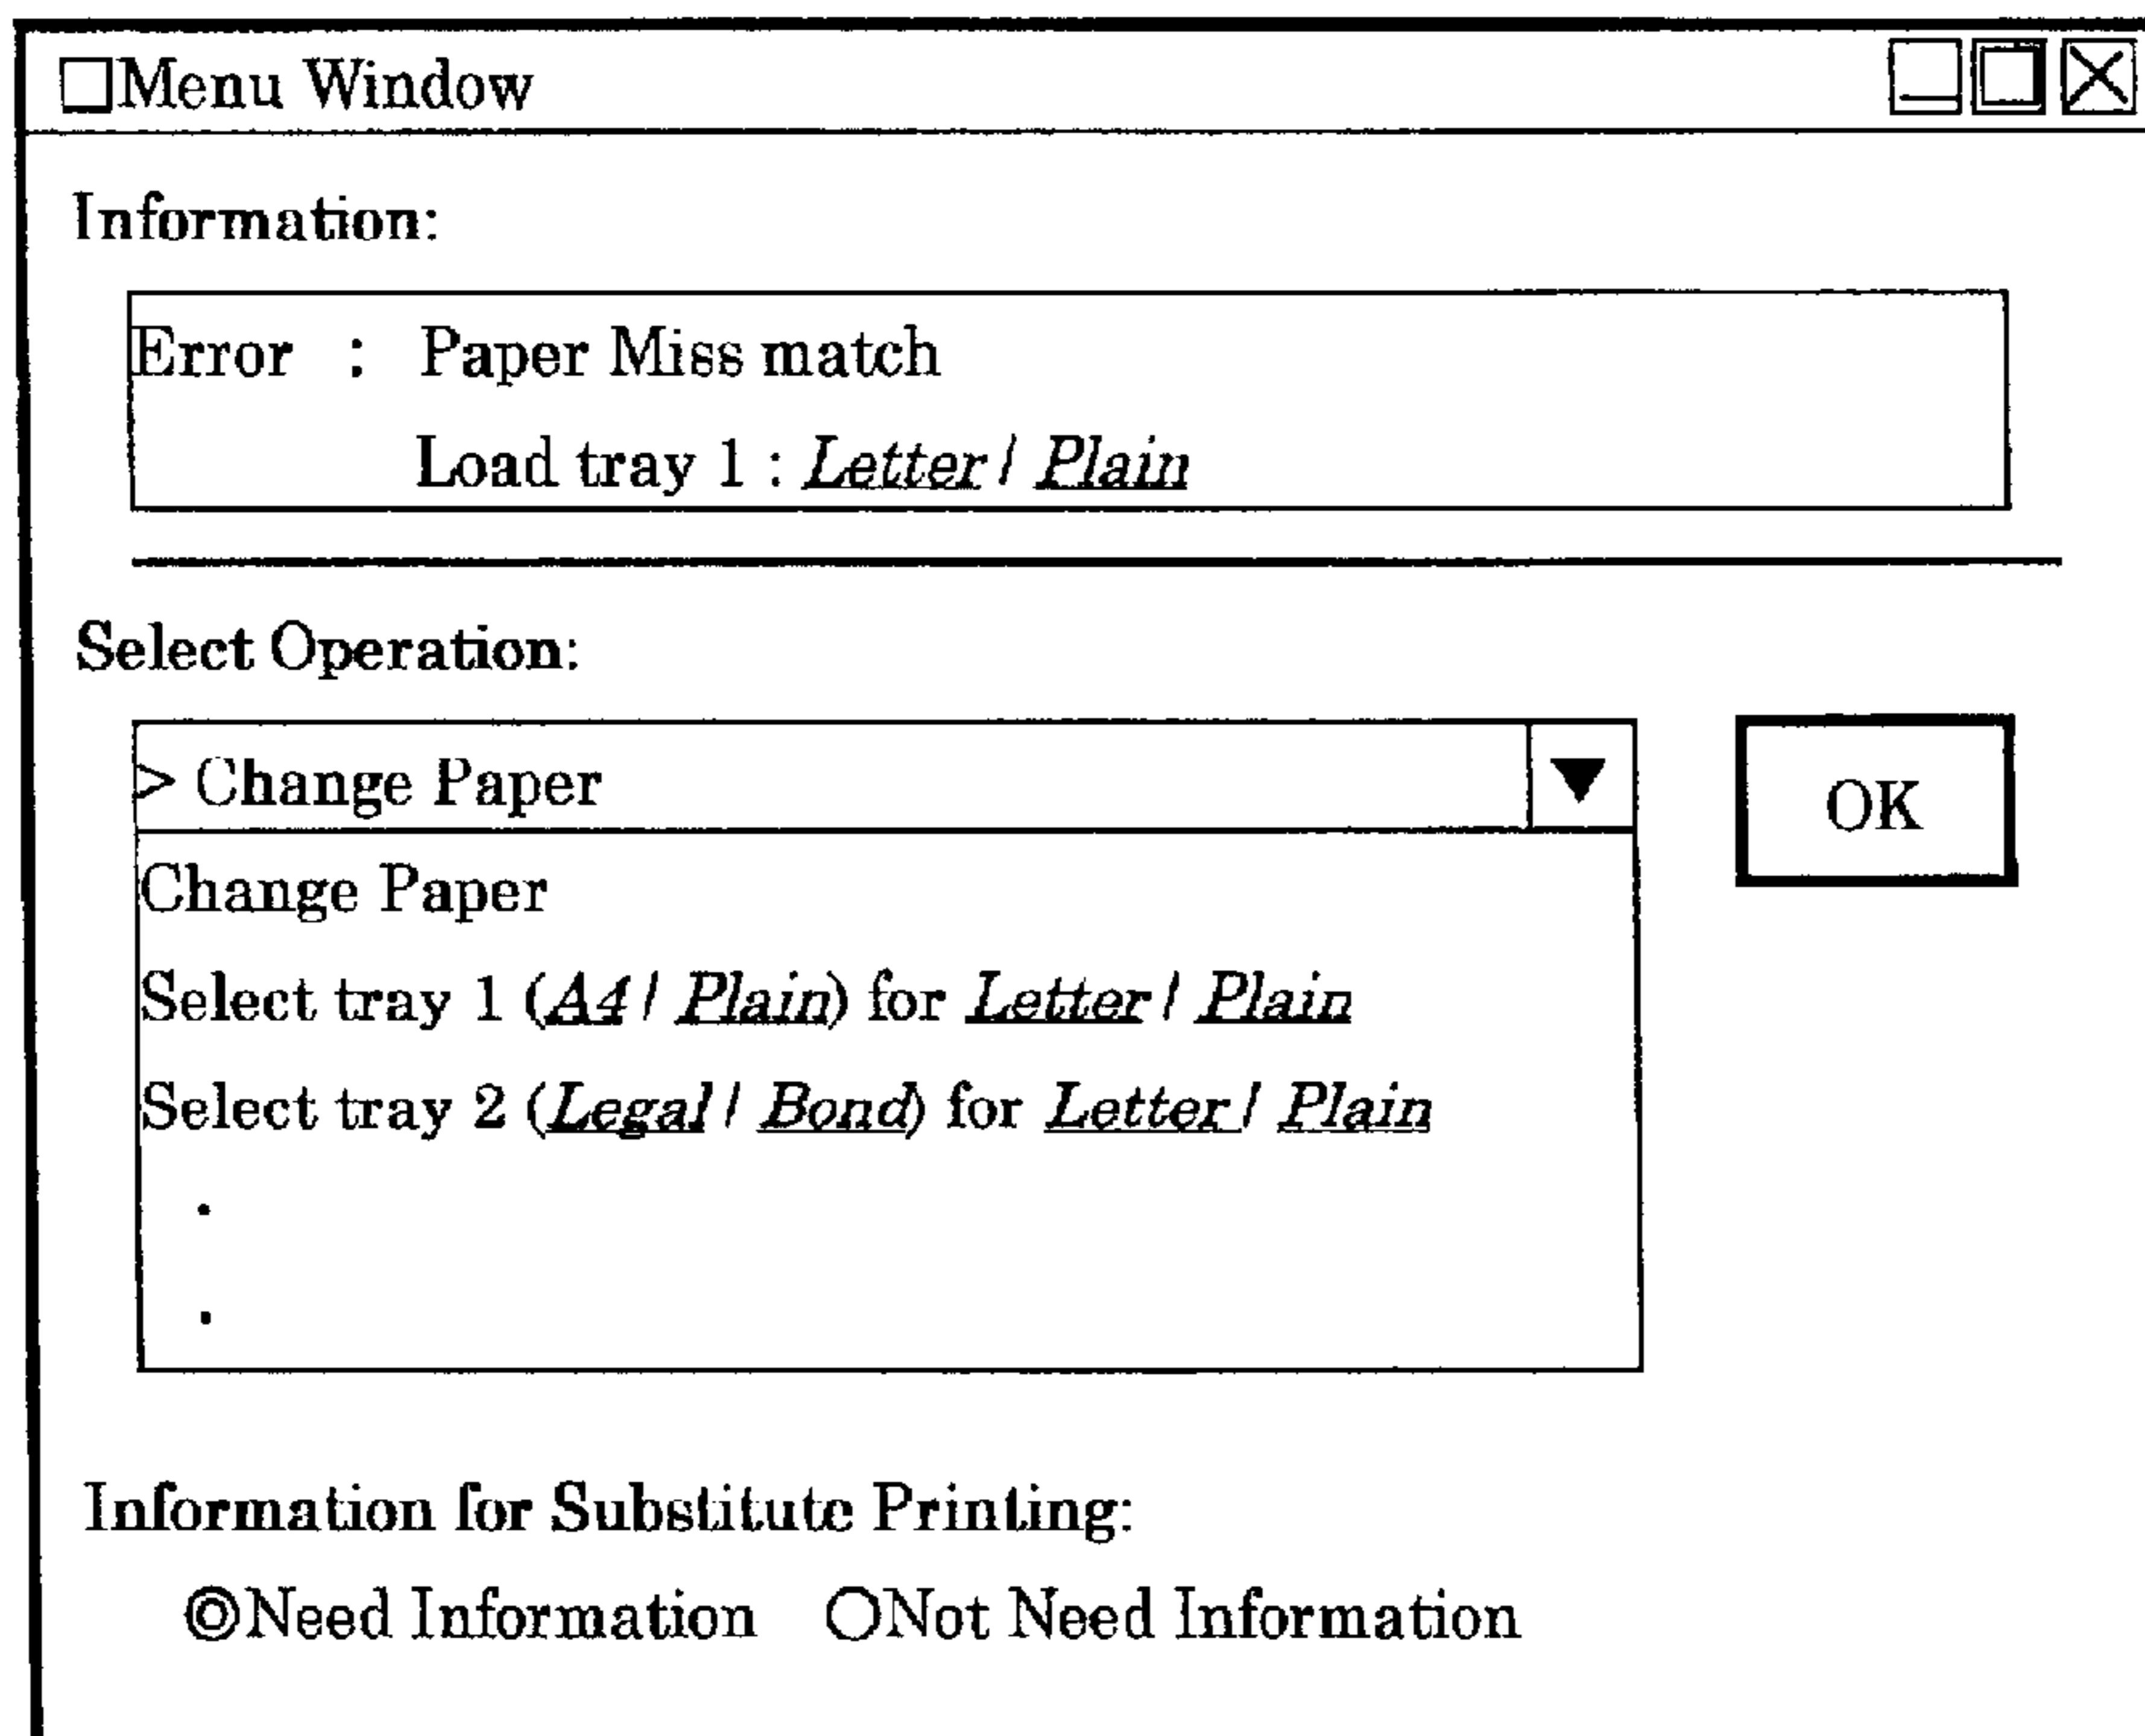 Menu Window
Information:
Error : Paper Miss match
Load tray 1 : Letter / Plain
Select Operation:
> Change Paper
OK
Change Paper
Select tray 1 (A4 / Plain) for Letter / Plain
Select tray 2 (Legal / Bond) for Letter / Plain
.
.
Information for Substitute Printing:
◎Need Information ○Not Need Information